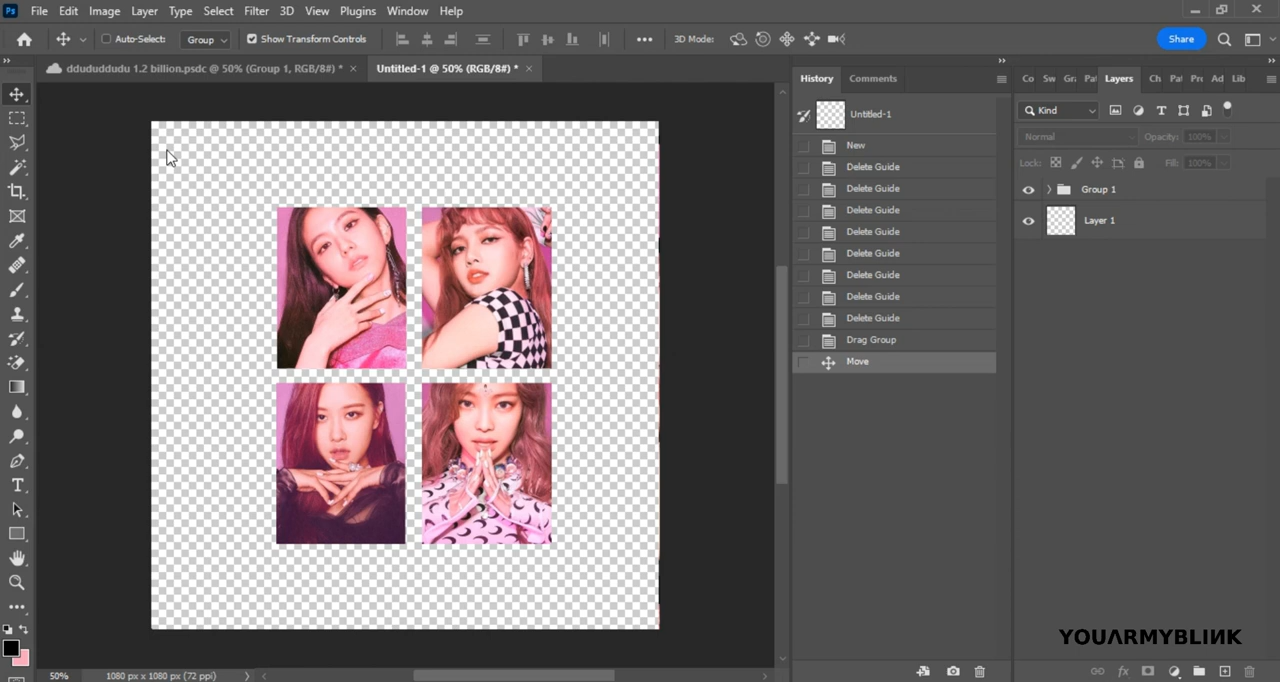 Ps File Edit Image Layer Type Select Filter 3D View Plugins Window Help
Auto-Select: Group Show Transform Controls 3D Mode: Share
ddududdudu 1.2 billion.psdc @ 50% (Group 1, RGB/8#) * × Untitled-1 @ 50% (RGB/8#) * ×
History Comments
Co Sw Gr Pat Layers Ch Pat Pr Ad Lib
Untitled-1
Kind
Normal Opacity: 100%
New
Lock: Fill: 100%
Delete Guide
Delete Guide
Group 1
Delete Guide
Layer 1
Delete Guide
Delete Guide
Delete Guide
Delete Guide
Delete Guide
Drag Group
Move
YOUΛRMYBLIИK
50% 1080 px x 1080 px (72 ppi)